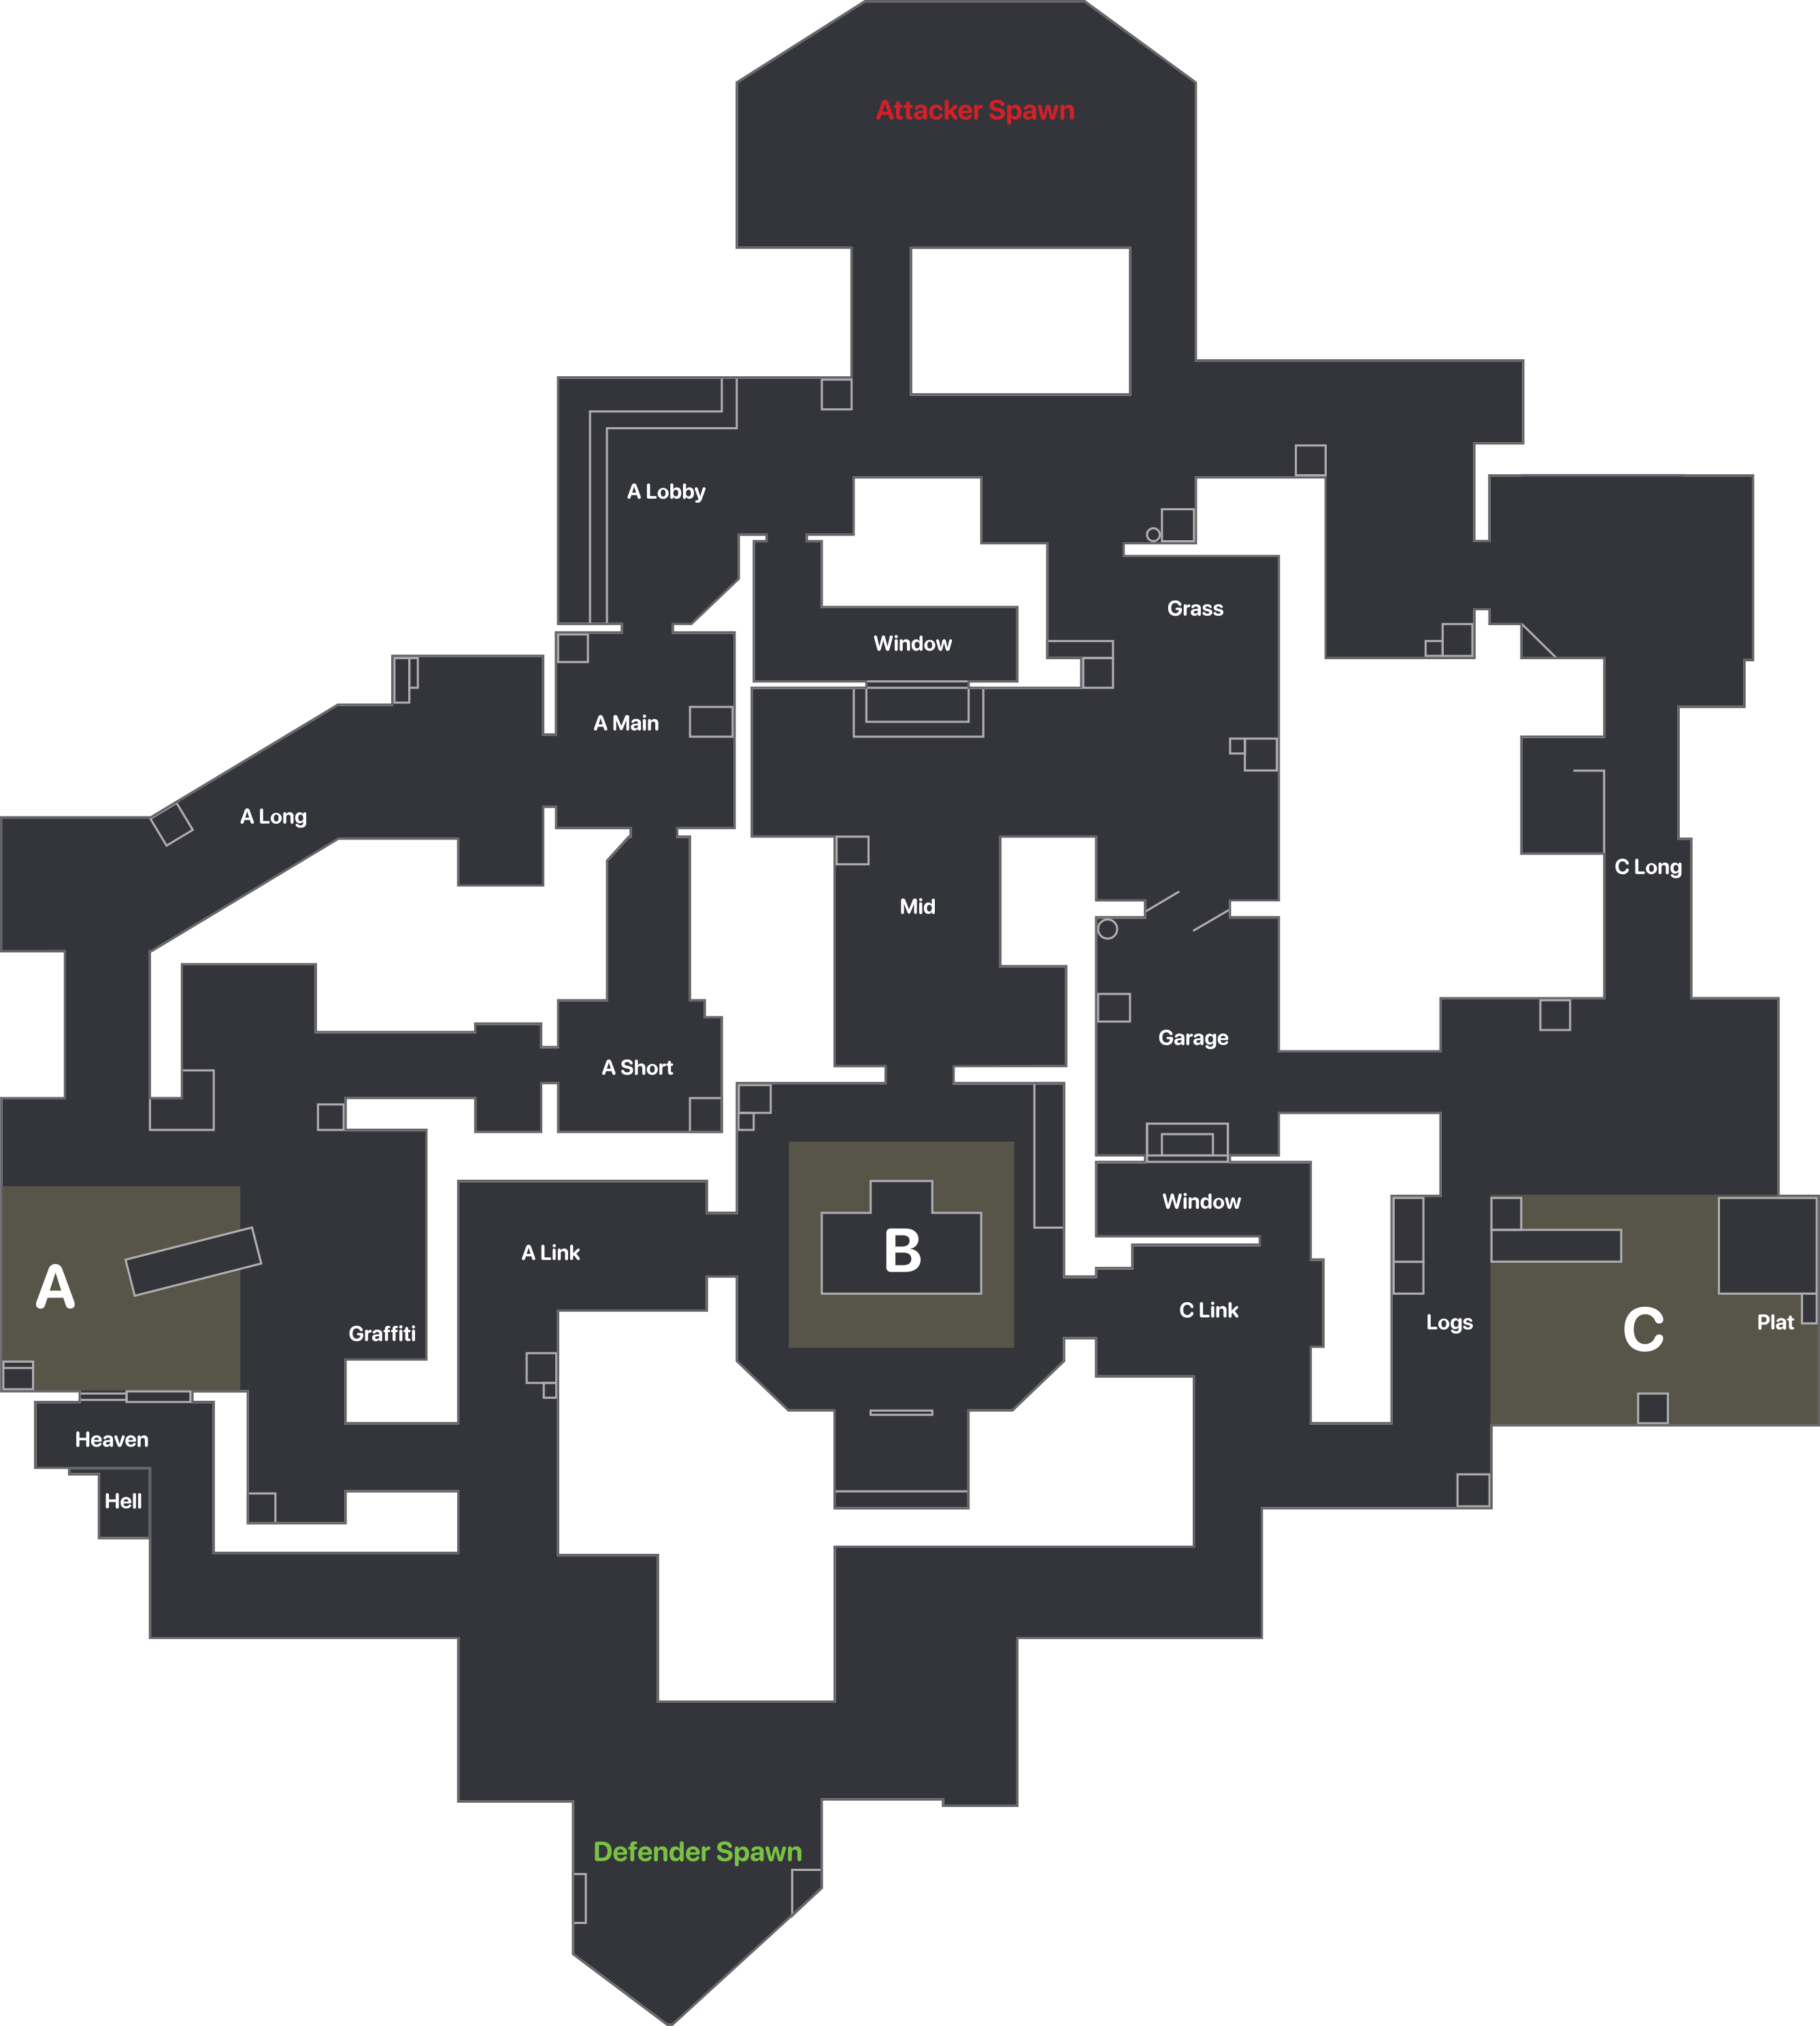 Attacker Spawn
A Lobby
Grass
Window
A Main
A Long
C Long
Mid
Garage
A Short
Window
A Link
B
A
C Link
Logs
C
Plat
Graffiti
Heaven
Hell
Defender Spawn